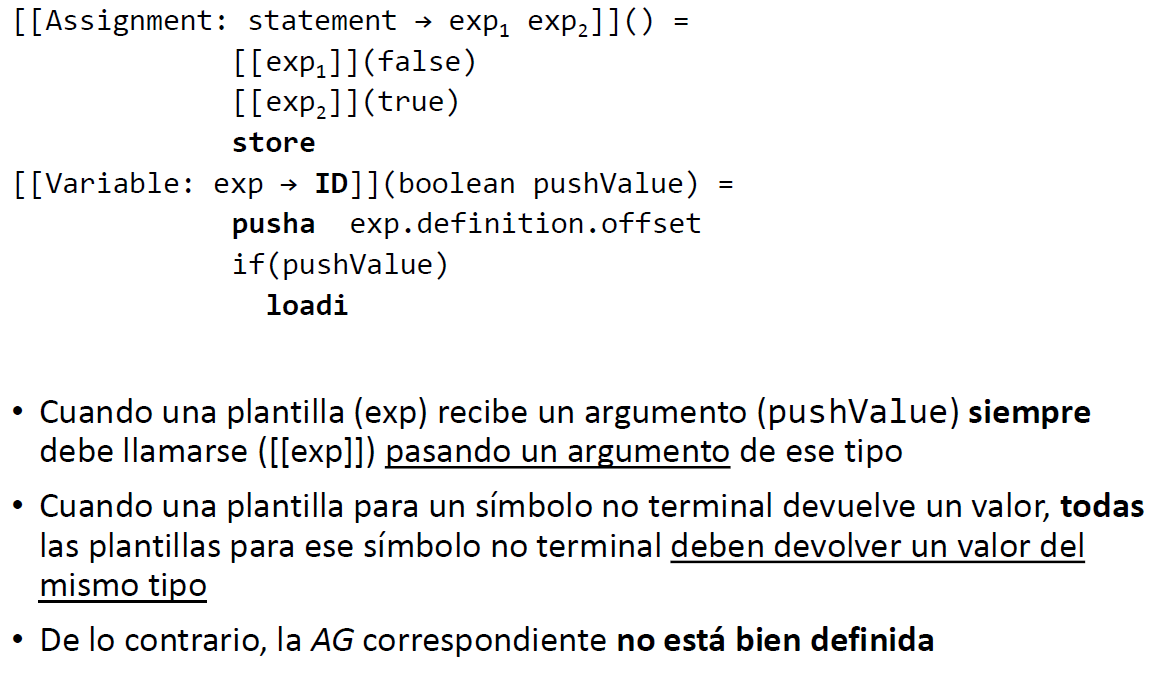 [[Assignment: statement → exp₁ exp₂]]() =
[[exp₁]](false)
[[exp₂]](true)
store
[[Variable: exp → ID]](boolean pushValue) =
pusha exp.definition.offset
if(pushValue)
loadi
• Cuando una plantilla (exp) recibe un argumento (pushValue) siempre
debe llamarse ([[exp]]) pasando un argumento de ese tipo
• Cuando una plantilla para un símbolo no terminal devuelve un valor, todas
las plantillas para ese símbolo no terminal deben devolver un valor del
mismo tipo
• De lo contrario, la AG correspondiente no está bien definida